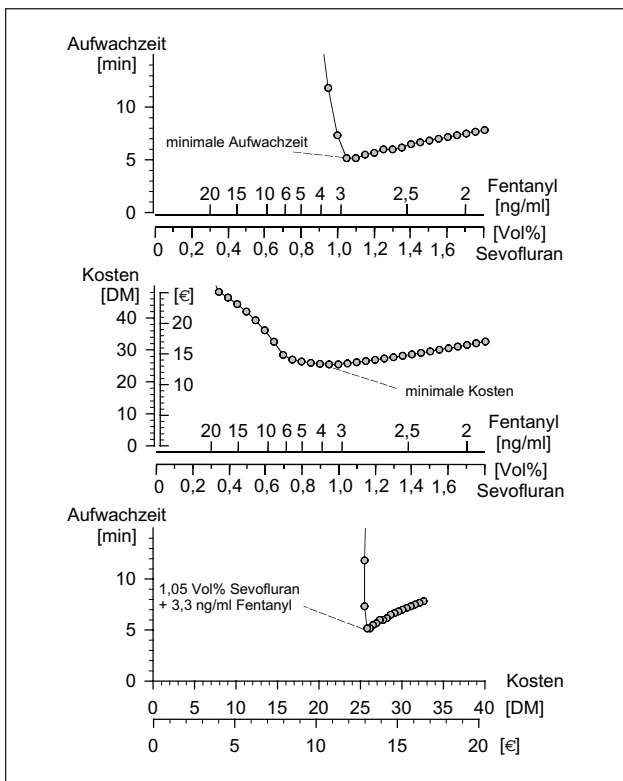 Aufwachzeit
[min]
10
5
0
minimale Aufwachzeit
20 15 10 6 5 4 3 2,5 2
Fentanyl
[ng/ml]
0 0,2 0,4 0,6 0,8 1,0 1,2 1,4 1,6
[Vol%]
Sevofluran
Kosten
[DM] [€]
40
30
20
10
0
20
15
10
minimale Kosten
20 15 10 6 5 4 3 2,5 2
Fentanyl
[ng/ml]
0 0,2 0,4 0,6 0,8 1,0 1,2 1,4 1,6
[Vol%]
Sevofluran
Aufwachzeit
[min]
10
5
0
1,05 Vol% Sevofluran
+ 3,3 ng/ml Fentanyl
Kosten
0 5 10 15 20 25 30 35 40 [DM]
0 5 10 15 20 [€]